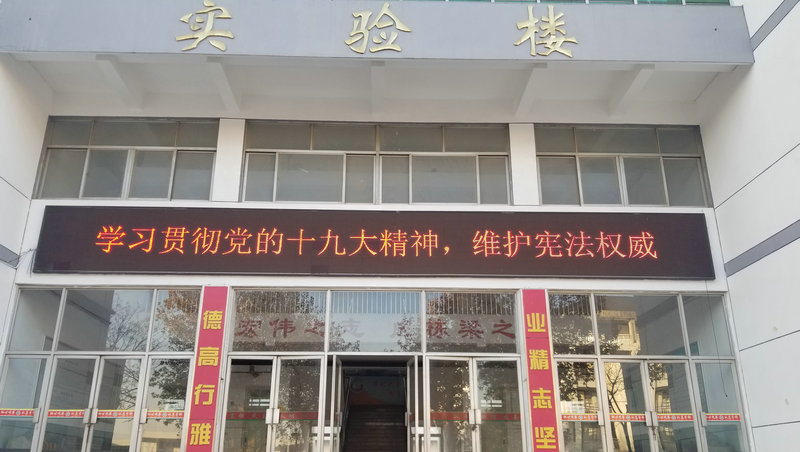 实验楼
学习贯彻党的十九大精神，维护宪法权威
德高行雅
业精志坚